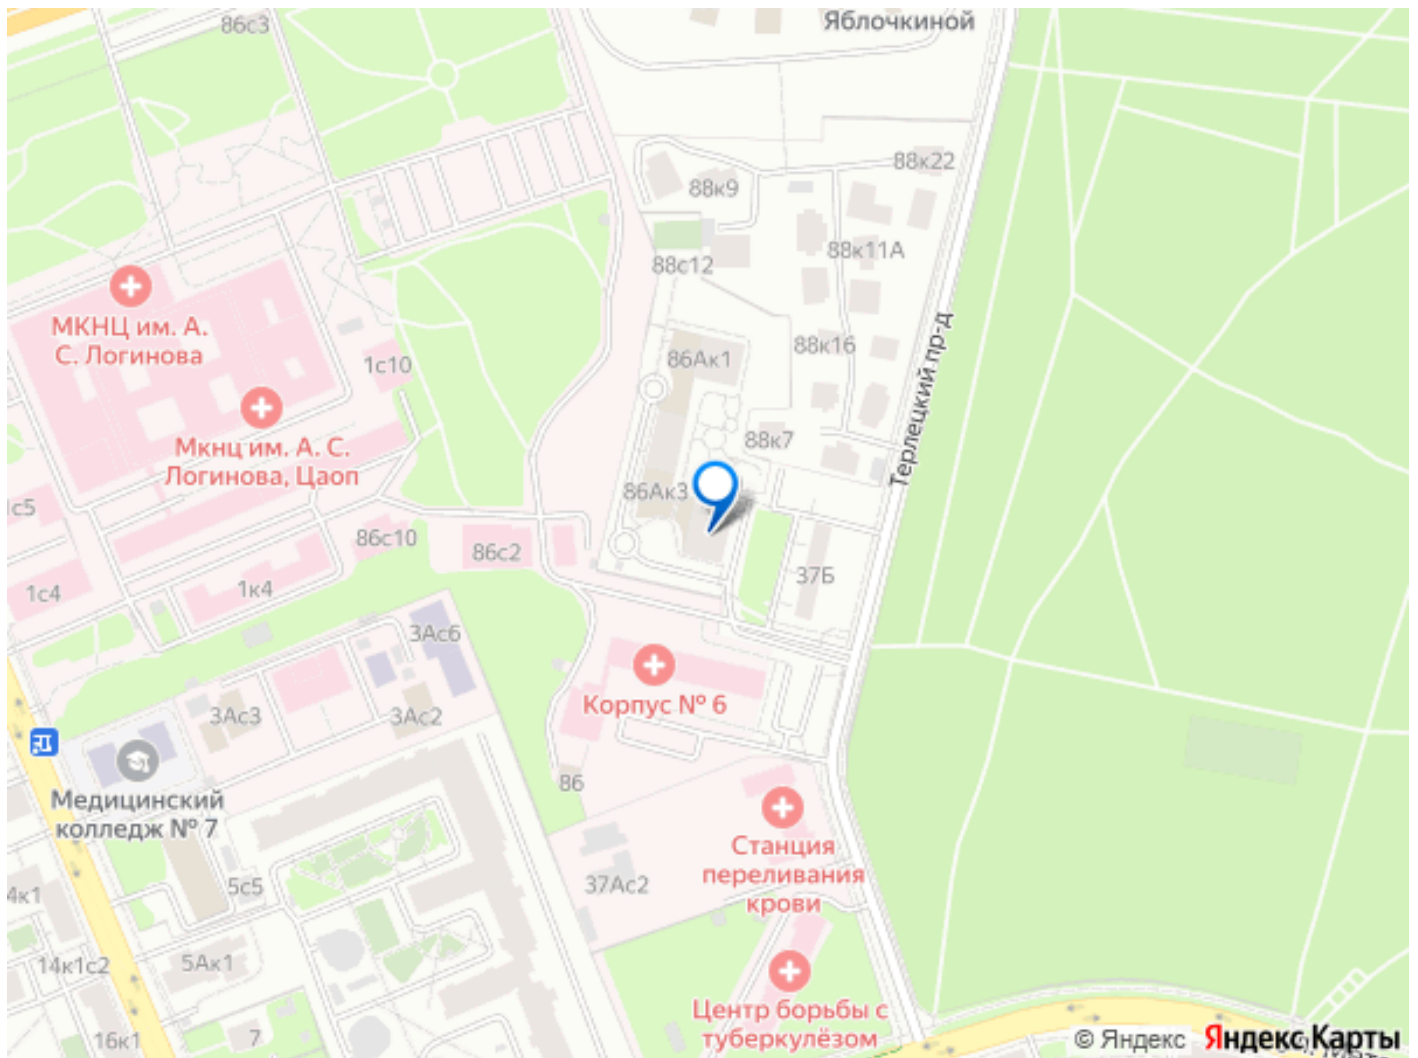 Яблочкиной
86с3
88к22
88к9
88к11А
88с12
МКНЦ им. А.
С. Логинова
88к16
86Ак1
1с10
Терлецкий пр-д
Мкнц им. А. С.
Логинова, Цаоп
88к7
86Ак3
1с5
86с10
86с2
37Б
1с4
1к4
3Ас6
Корпус № 6
3Ас3
3Ас2
86
Медицинский
колледж № 7
Станция
переливания
крови
5с5
37Ас2
4к1
14к1с2
5Ак1
Центр борьбы с
туберкулёзом
7
16к1
© Яндекс Яндекс Карты